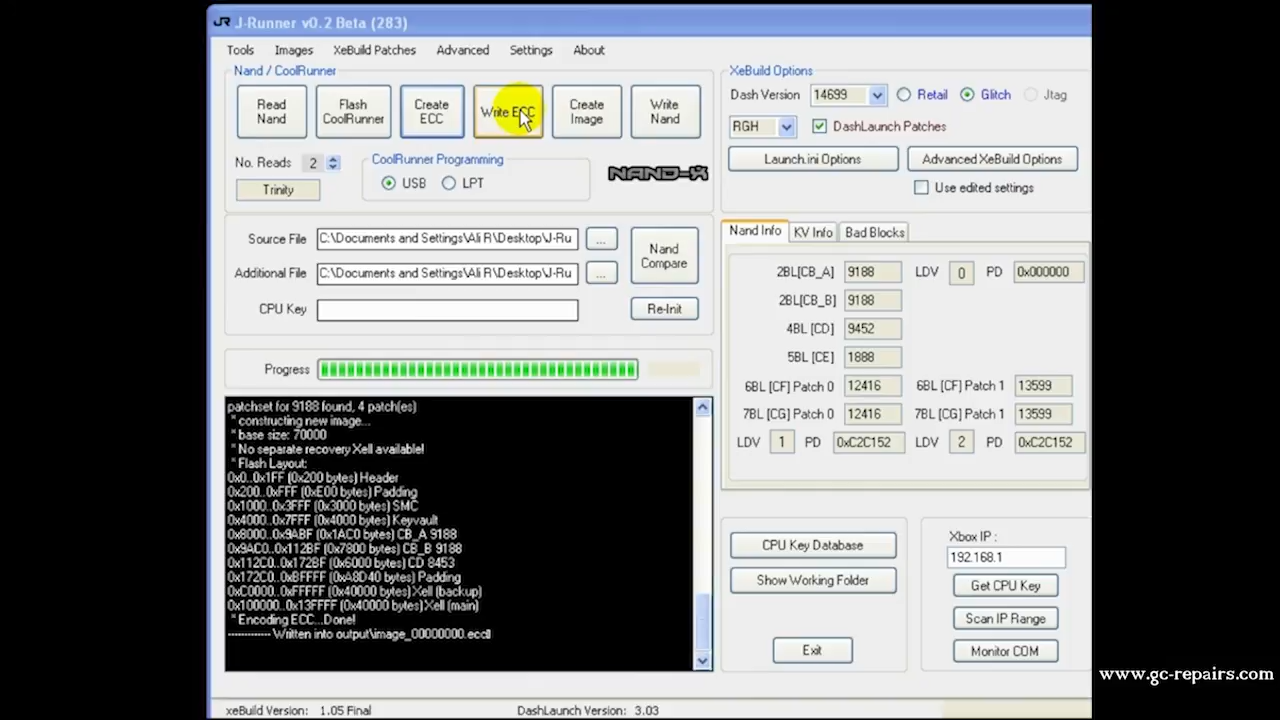 J-Runner v0.2 Beta (283)
Tools Images XeBuild Patches Advanced Settings About
Nand / CoolRunner
Read Nand
Flash CoolRunner
Create ECC
Write ECC
Create Image
Write Nand
No. Reads 2
Trinity
CoolRunner Programming
USB LPT
NAND-X
Source File C:\Documents and Settings\Ali R\Desktop\J-Ru ...
Additional File C:\Documents and Settings\Ali R\Desktop\J-Ru ...
CPU Key
Nand Compare
Re-Init
Progress
patchset for 9188 found, 4 patch(es)
* constructing new image...
* base size: 70000
* No separate recovery Xell available!
* Flash Layout:
0x0..0x1FF (0x200 bytes) Header
0x200..0xFFF (0xE00 bytes) Padding
0x1000..0x3FFF (0x3000 bytes) SMC
0x4000..0x7FFF (0x4000 bytes) Keyvault
0x8000..0x9ABF (0x1AC0 bytes) CB_A 9188
0x9AC0..0x112BF (0x7800 bytes) CB_B 9188
0x112C0..0x172BF (0x6000 bytes) CD 8453
0x172C0..0xBFFFF (0xA8D40 bytes) Padding
0xC0000..0xFFFFF (0x40000 bytes) Xell (backup)
0x100000..0x13FFFF (0x40000 bytes) Xell (main)
* Encoding ECC...Done!
------------ Written into output\image_00000000.ecc
XeBuild Options
Dash Version 14699 Retail Glitch Jtag
RGH DashLaunch Patches
Launch.ini Options Advanced XeBuild Options
Use edited settings
Nand Info KV Info Bad Blocks
2BL[CB_A] 9188 LDV 0 PD 0x000000
2BL[CB_B] 9188
4BL [CD] 9452
5BL [CE] 1888
6BL [CF] Patch 0 12416 6BL [CF] Patch 1 13599
7BL [CG] Patch 0 12416 7BL [CG] Patch 1 13599
LDV 1 PD 0xC2C152 LDV 2 PD 0xC2C152
CPU Key Database
Show Working Folder
Exit
Xbox IP :
192.168.1
Get CPU Key
Scan IP Range
Monitor COM
www.gc-repairs.com
xeBuild Version: 1.05 Final DashLaunch Version: 3.03